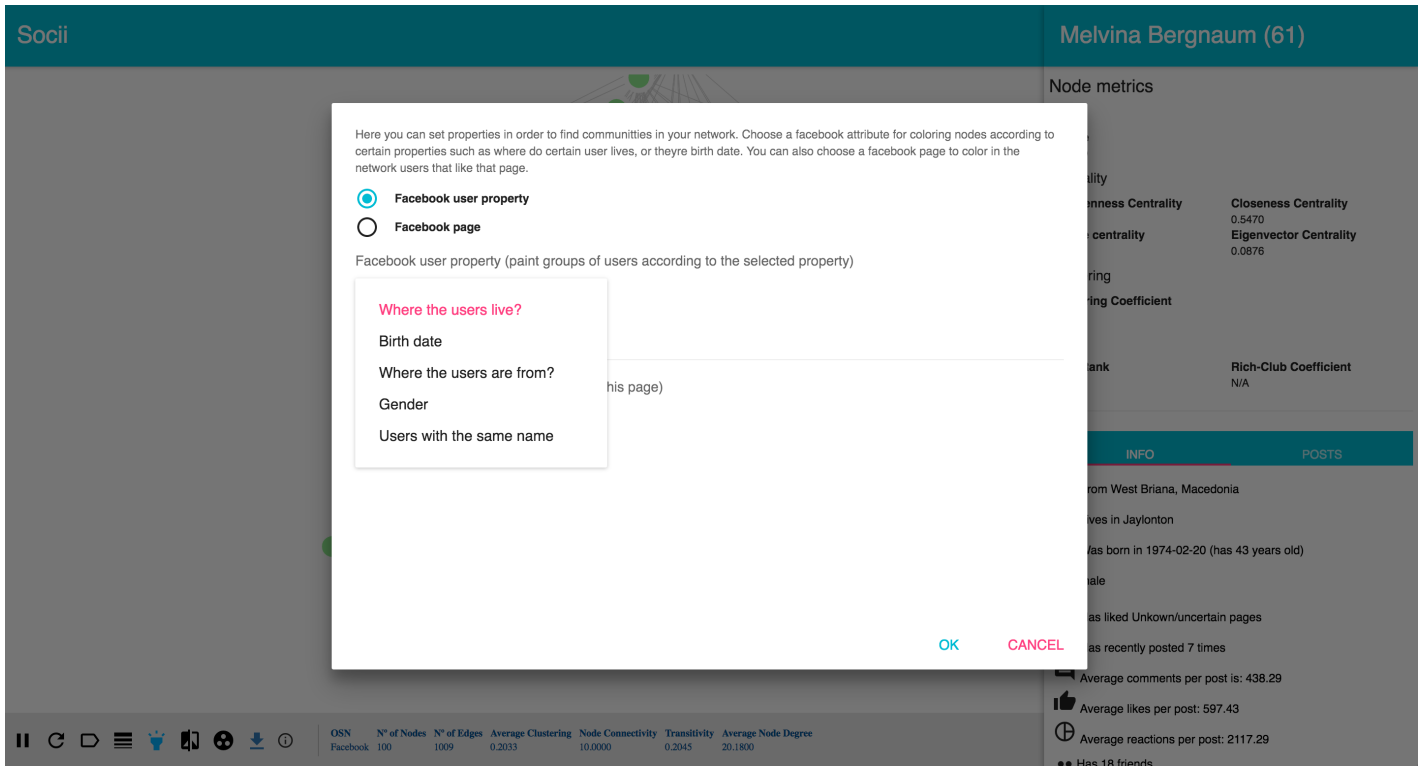 Socii
Melvina Bergnaum (61)
Node metrics
Here you can set properties in order to find communitties in your network. Choose a facebook attribute for coloring nodes according to
certain properties such as where do certain user lives, or theyre birth date. You can also choose a facebook page to color in the
network users that like that page.
Facebook user property
Facebook page
Facebook user property (paint groups of users according to the selected property)
Where the users live?
Birth date
Where the users are from?
Gender
Users with the same name
his page)
OK CANCEL
ality
enness Centrality Closeness Centrality
0.5470
centrality Eigenvector Centrality
0.0876
ring
ring Coefficient
ank Rich-Club Coefficient
N/A
INFO POSTS
rom West Briana, Macedonia
ives in Jaylonton
as born in 1974-02-20 (has 43 years old)
ale
as liked Unkown/uncertain pages
as recently posted 7 times
Average comments per post is: 438.29
Average likes per post: 597.43
Average reactions per post: 2117.29
Has 18 friends
OSN Nº of Nodes Nº of Edges Average Clustering Node Connectivity Transitivity Average Node Degree
Facebook 100 1009 0.2033 10.0000 0.2045 20.1800